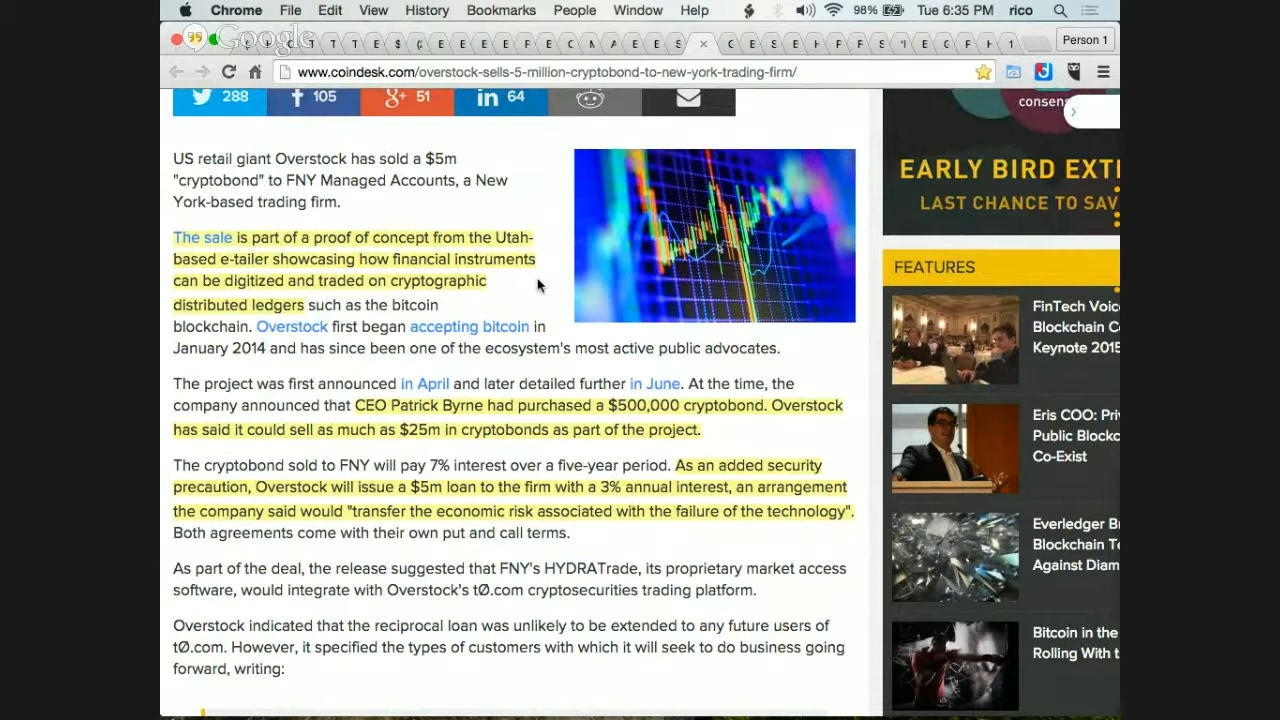 Chrome File Edit View History Bookmarks People Window Help 98% Tue 6:35 PM rico
Google
T T T E $ E E E E F E C M A E E S C E S E H F F S E G F H 1 Person 1
www.coindesk.com/overstock-sells-5-million-cryptobond-to-new-york-trading-firm/
288 105 51 64
consen
EARLY BIRD EXT
LAST CHANCE TO SAV
US retail giant Overstock has sold a $5m
"cryptobond" to FNY Managed Accounts, a New
York-based trading firm.
The sale is part of a proof of concept from the Utah-
based e-tailer showcasing how financial instruments
can be digitized and traded on cryptographic
distributed ledgers such as the bitcoin
blockchain. Overstock first began accepting bitcoin in
January 2014 and has since been one of the ecosystem's most active public advocates.
The project was first announced in April and later detailed further in June. At the time, the
company announced that CEO Patrick Byrne had purchased a $500,000 cryptobond. Overstock
has said it could sell as much as $25m in cryptobonds as part of the project.
The cryptobond sold to FNY will pay 7% interest over a five-year period. As an added security
precaution, Overstock will issue a $5m loan to the firm with a 3% annual interest, an arrangement
the company said would "transfer the economic risk associated with the failure of the technology".
Both agreements come with their own put and call terms.
As part of the deal, the release suggested that FNY's HYDRATrade, its proprietary market access
software, would integrate with Overstock's tØ.com cryptosecurities trading platform.
Overstock indicated that the reciprocal loan was unlikely to be extended to any future users of
tØ.com. However, it specified the types of customers with which it will seek to do business going
forward, writing:
FEATURES
FinTech Voice
Blockchain Co
Keynote 2015
Eris COO: Priv
Public Blockc
Co-Exist
Everledger Br
Blockchain Te
Against Diam
Bitcoin in the
Rolling With t